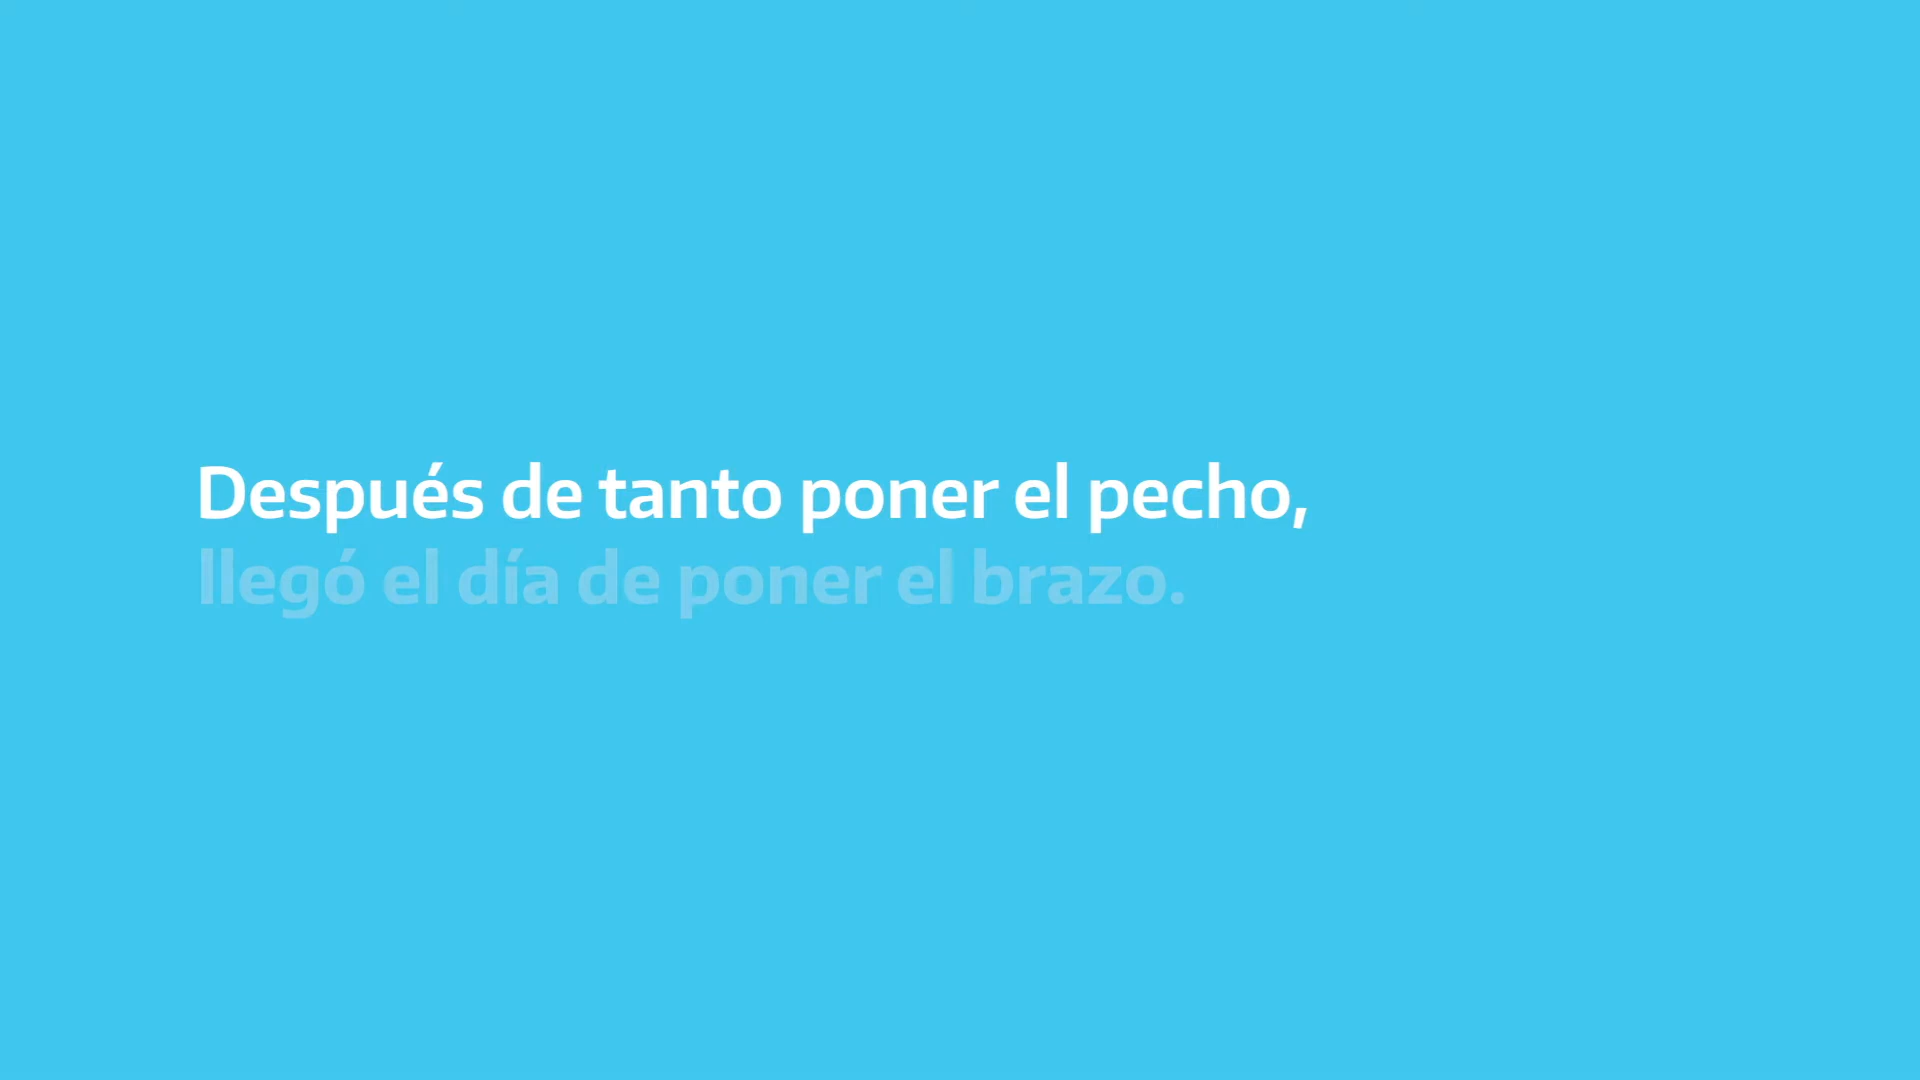 Después de tanto poner el pecho,
llegó el día de poner el brazo.